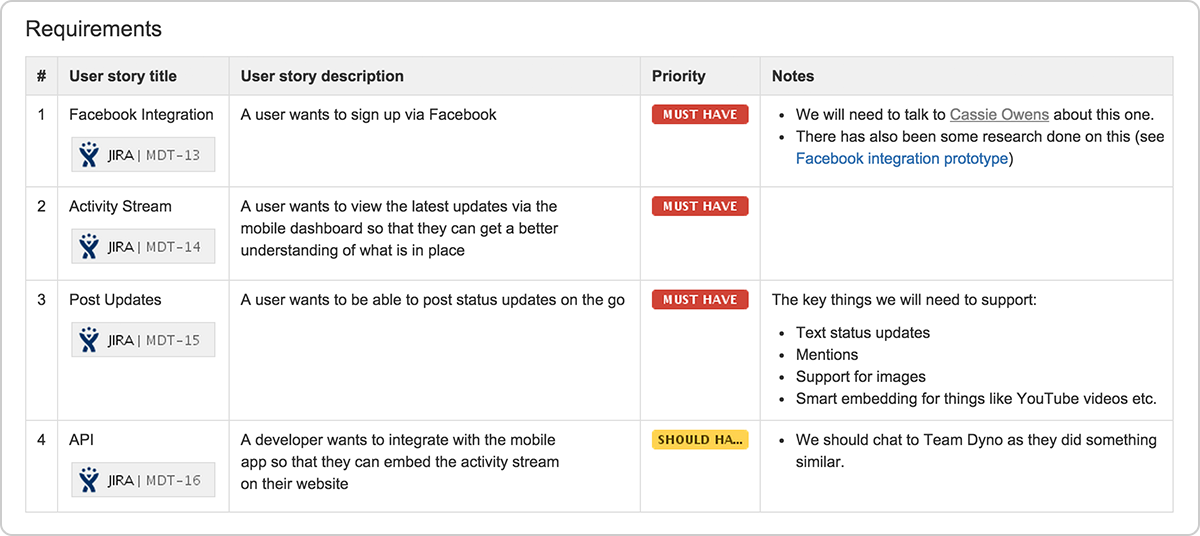 Requirements
# User story title User story description Priority Notes
1 Facebook Integration A user wants to sign up via Facebook MUST HAVE • We will need to talk to Cassie Owens about this one.
JIRA | MDT-13
• There has also been some research done on this (see
Facebook integration prototype)
2 Activity Stream A user wants to view the latest updates via the MUST HAVE
mobile dashboard so that they can get a better
understanding of what is in place
JIRA | MDT-14
3 Post Updates A user wants to be able to post status updates on the go MUST HAVE The key things we will need to support:
JIRA | MDT-15
• Text status updates
• Mentions
• Support for images
• Smart embedding for things like YouTube videos etc.
4 API A developer wants to integrate with the mobile SHOULD HA... • We should chat to Team Dyno as they did something
app so that they can embed the activity stream similar.
on their website
JIRA | MDT-16